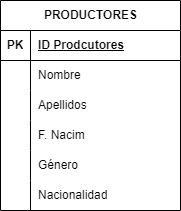 PRODUCTORES
PK ID Prodcutores
Nombre
Apellidos
F. Nacim
Género
Nacionalidad